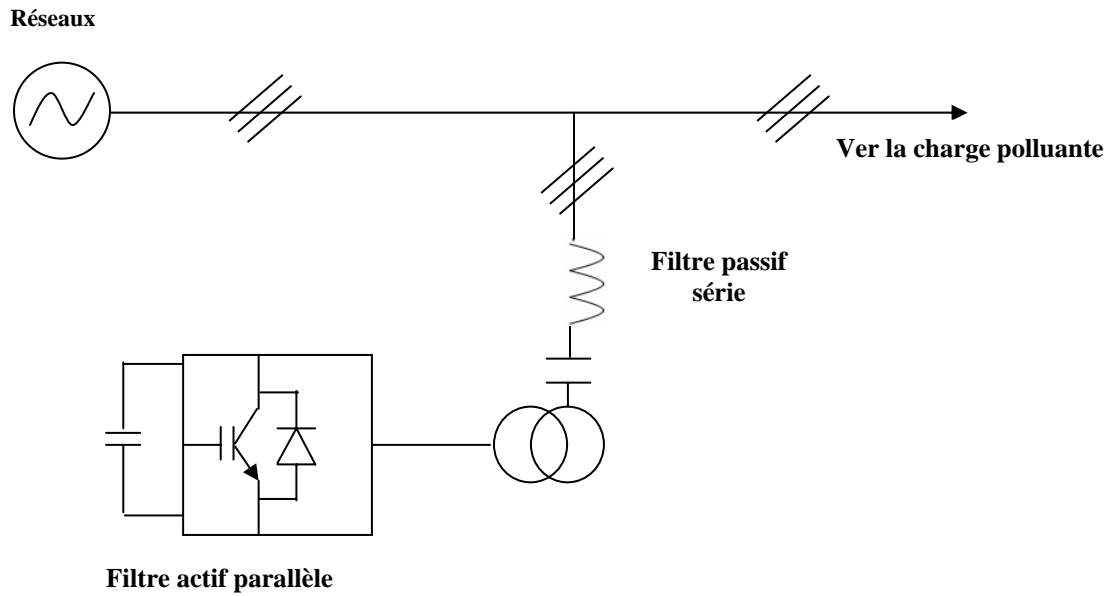 Réseaux
Ver la charge polluante
Filtre passif
série
Filtre actif parallèle